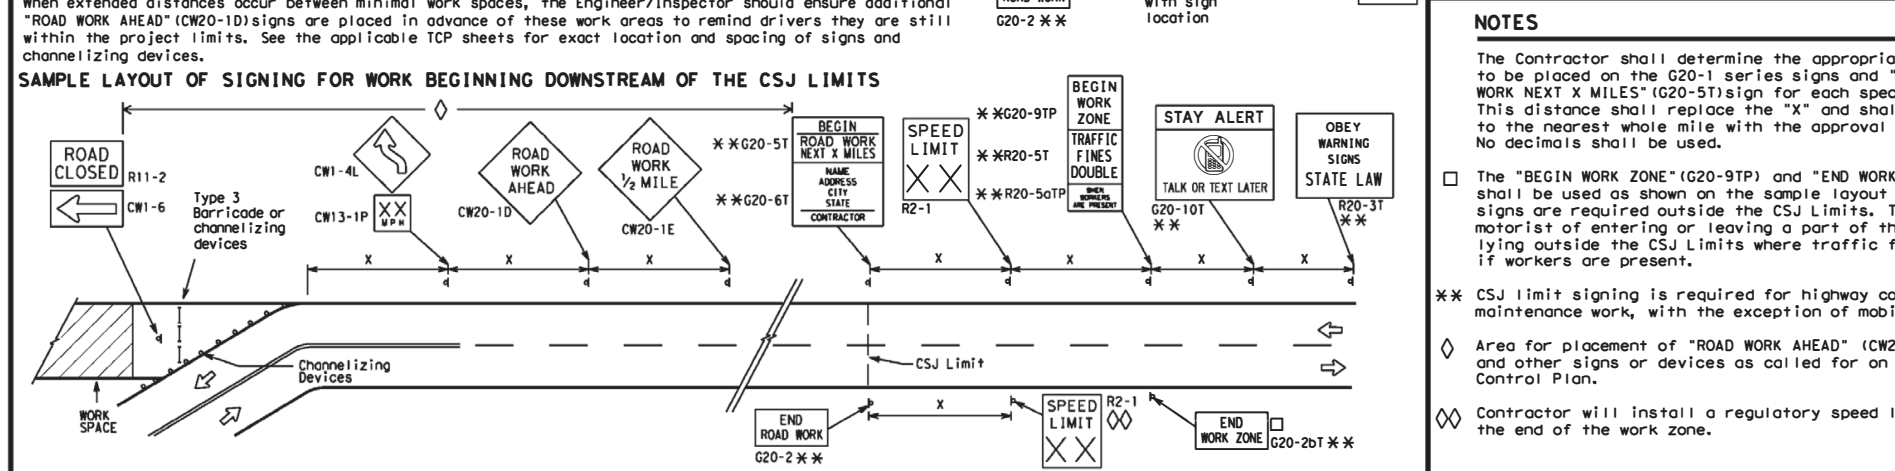 When extended distances occur between minimal work spaces, the Engineer/Inspector should ensure additional
"ROAD WORK AHEAD"(CW20-1D)signs are placed in advance of these work areas to remind drivers they are still
within the project limits. See the applicable TCP sheets for exact location and spacing of signs and
channelizing devices.
G20-2 **
with sign
location
SAMPLE LAYOUT OF SIGNING FOR WORK BEGINNING DOWNSTREAM OF THE CSJ LIMITS
ROAD
CLOSED
R11-2
CW1-6
Type 3
Barricade or
channelizing
devices
CW1-4L
XX
MPH
CW13-1P
ROAD
WORK
AHEAD
CW20-1D
ROAD
WORK
1/2 MILE
CW20-1E
**G20-5T
**G20-6T
BEGIN
ROAD WORK
NEXT X MILES
NAME
ADDRESS
CITY
STATE
CONTRACTOR
SPEED
LIMIT
XX
R2-1
**G20-9TP
**R20-5T
**R20-5aTP
BEGIN
WORK
ZONE
TRAFFIC
FINES
DOUBLE
WHEN
WORKERS
ARE PRESENT
STAY ALERT
TALK OR TEXT LATER
G20-10T
**
OBEY
WARNING
SIGNS
STATE LAW
R20-3T
**
X X X X X X X
Channelizing
Devices
CSJ Limit
WORK
SPACE
END
ROAD WORK
G20-2 **
X
SPEED
LIMIT
XX
R2-1
◊◊
END
WORK ZONE
□
G20-2bT **
NOTES
The Contractor shall determine the appropria
to be placed on the G20-1 series signs and "
WORK NEXT X MILES"(G20-5T)sign for each spec
This distance shall replace the "X" and shal
to the nearest whole mile with the approval
No decimals shall be used.
□ The "BEGIN WORK ZONE"(G20-9TP) and "END WORK
shall be used as shown on the sample layout
signs are required outside the CSJ Limits. T
motorist of entering or leaving a part of th
lying outside the CSJ Limits where traffic f
if workers are present.
** CSJ limit signing is required for highway co
maintenance work, with the exception of mobi
◊ Area for placement of "ROAD WORK AHEAD" (CW2
and other signs or devices as called for on
Control Plan.
◊◊ Contractor will install a regulatory speed l
the end of the work zone.